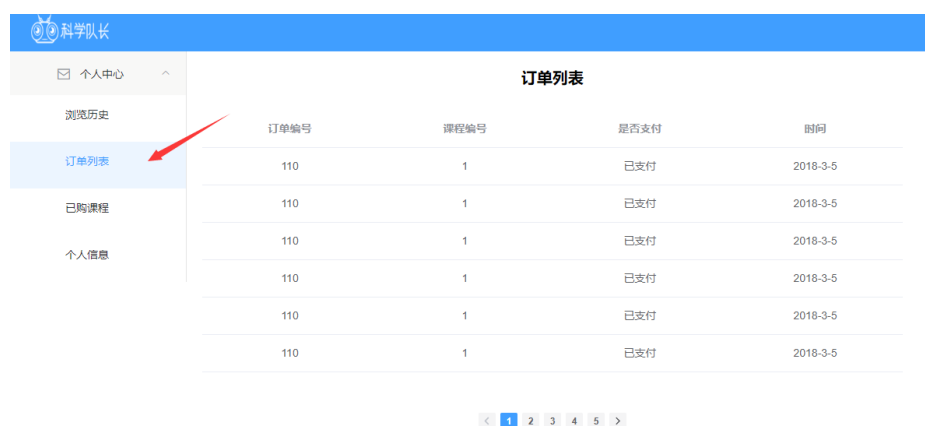 科学队长
个人中心
浏览历史
订单列表
已购课程
个人信息
订单列表
订单编号 课程编号 是否支付 时间
110 1 已支付 2018-3-5
110 1 已支付 2018-3-5
110 1 已支付 2018-3-5
110 1 已支付 2018-3-5
110 1 已支付 2018-3-5
110 1 已支付 2018-3-5
< 1 2 3 4 5 >